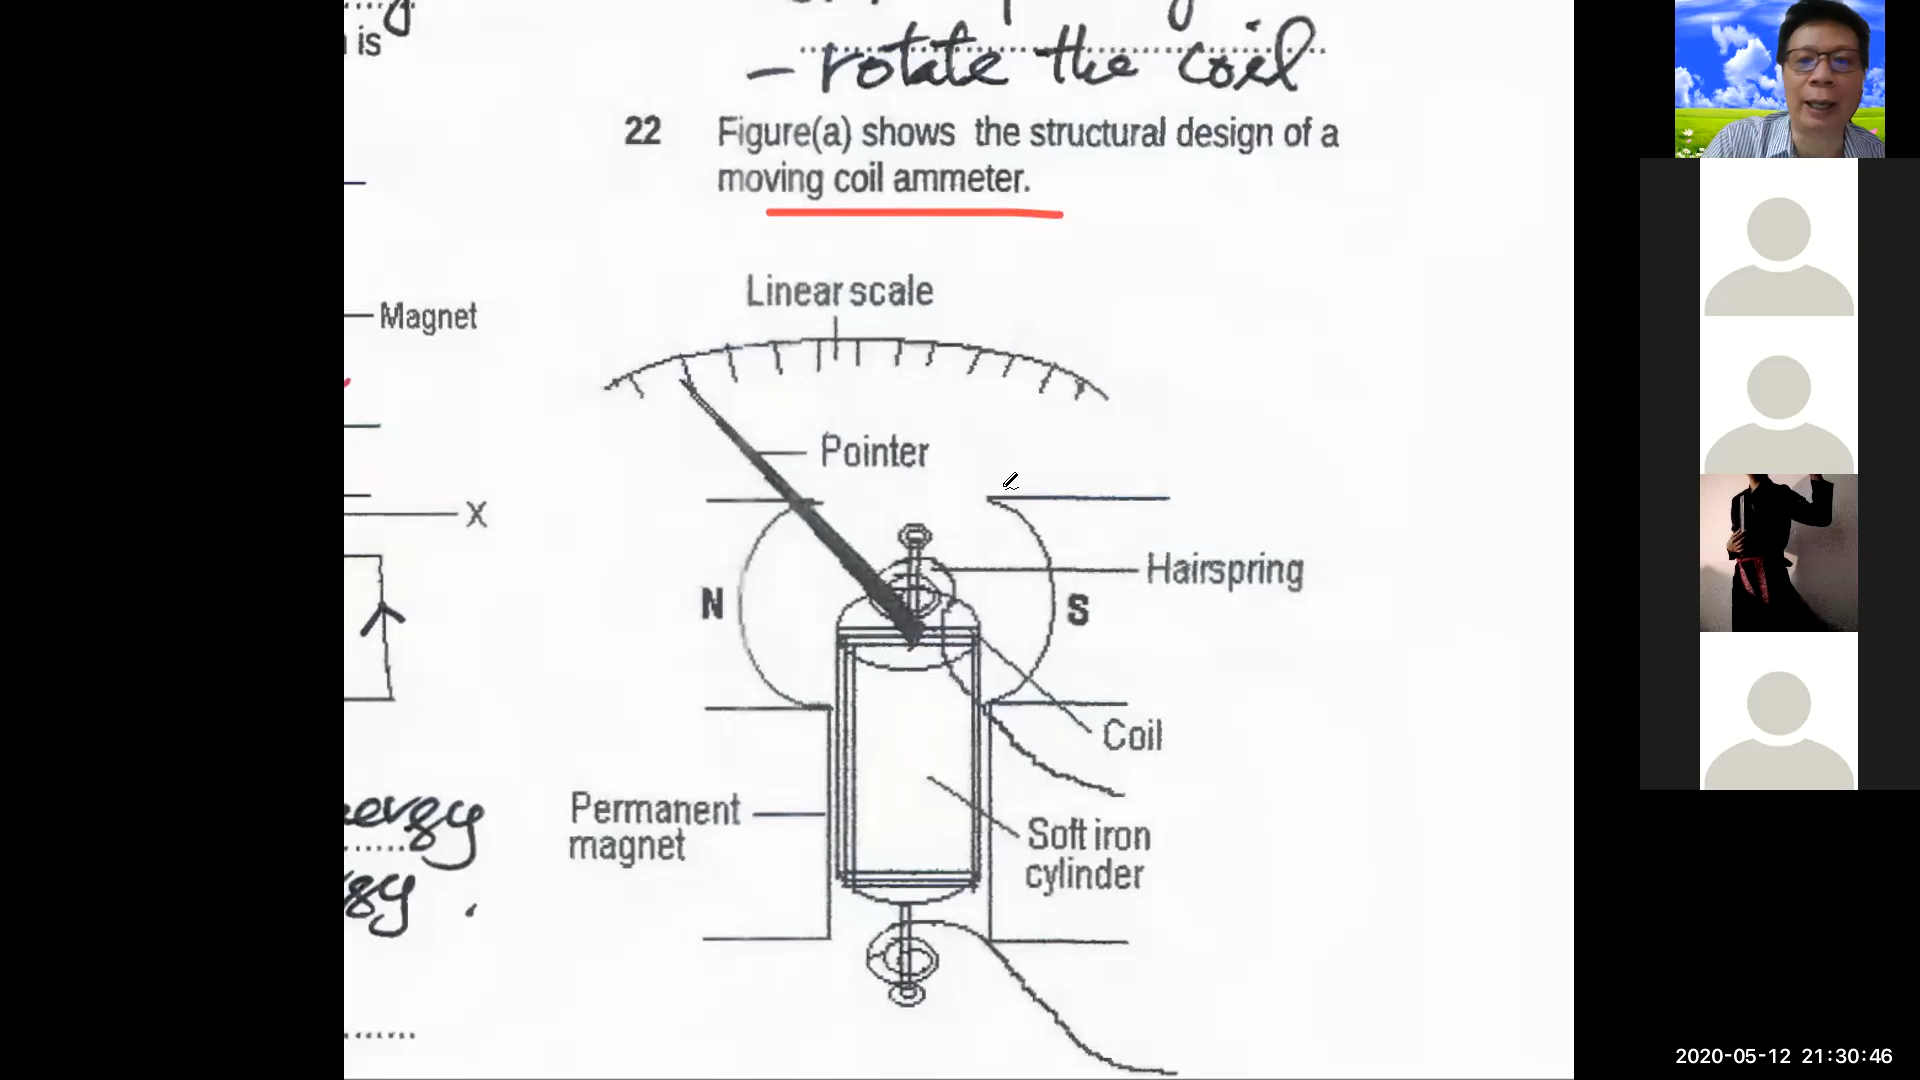 is
– rotate the coil
22 Figure(a) shows the structural design of a
moving coil ammeter.
Linear scale
Magnet
Pointer
X
Hairspring
N
S
Coil
Permanent
magnet
Soft iron
cylinder
2020-05-12 21:30:46